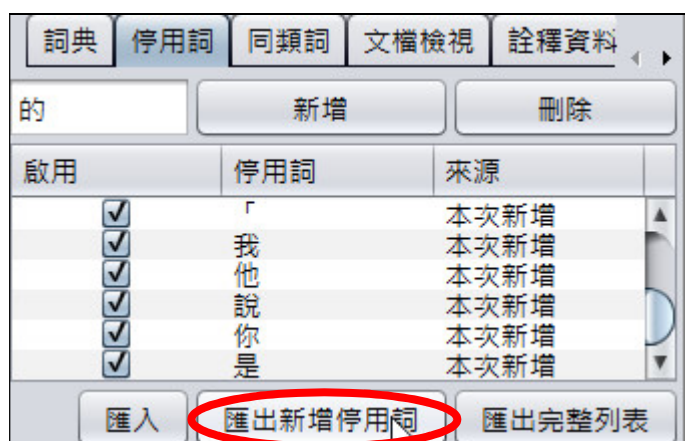 詞典 停用詞 同類詞 文檔檢視 詮釋資料
的 新增 刪除
啟用 停用詞 來源
「 本次新增
我 本次新增
他 本次新增
說 本次新增
你 本次新增
是 本次新增
匯入 匯出新增停用詞 匯出完整列表